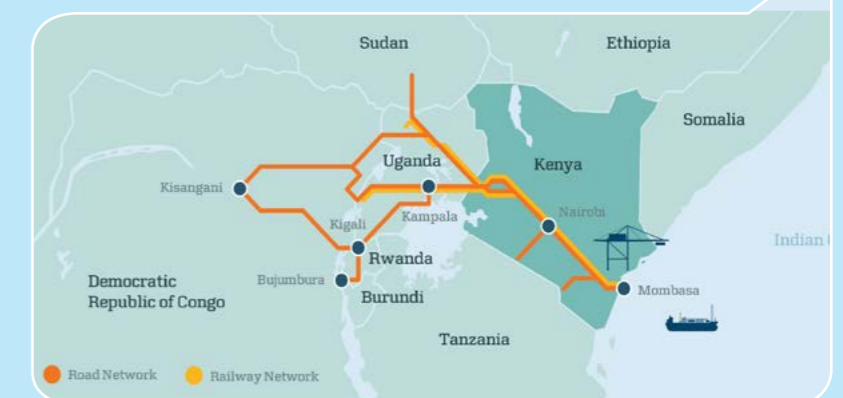 Sudan
Ethiopia
Somalia
Uganda
Kenya
Kisangani
Kampala
Nairobi
Kigali
Indian
Rwanda
Bujumbura
Burundi
Democratic
Republic of Congo
Mombasa
Tanzania
Road Network
Railway Network